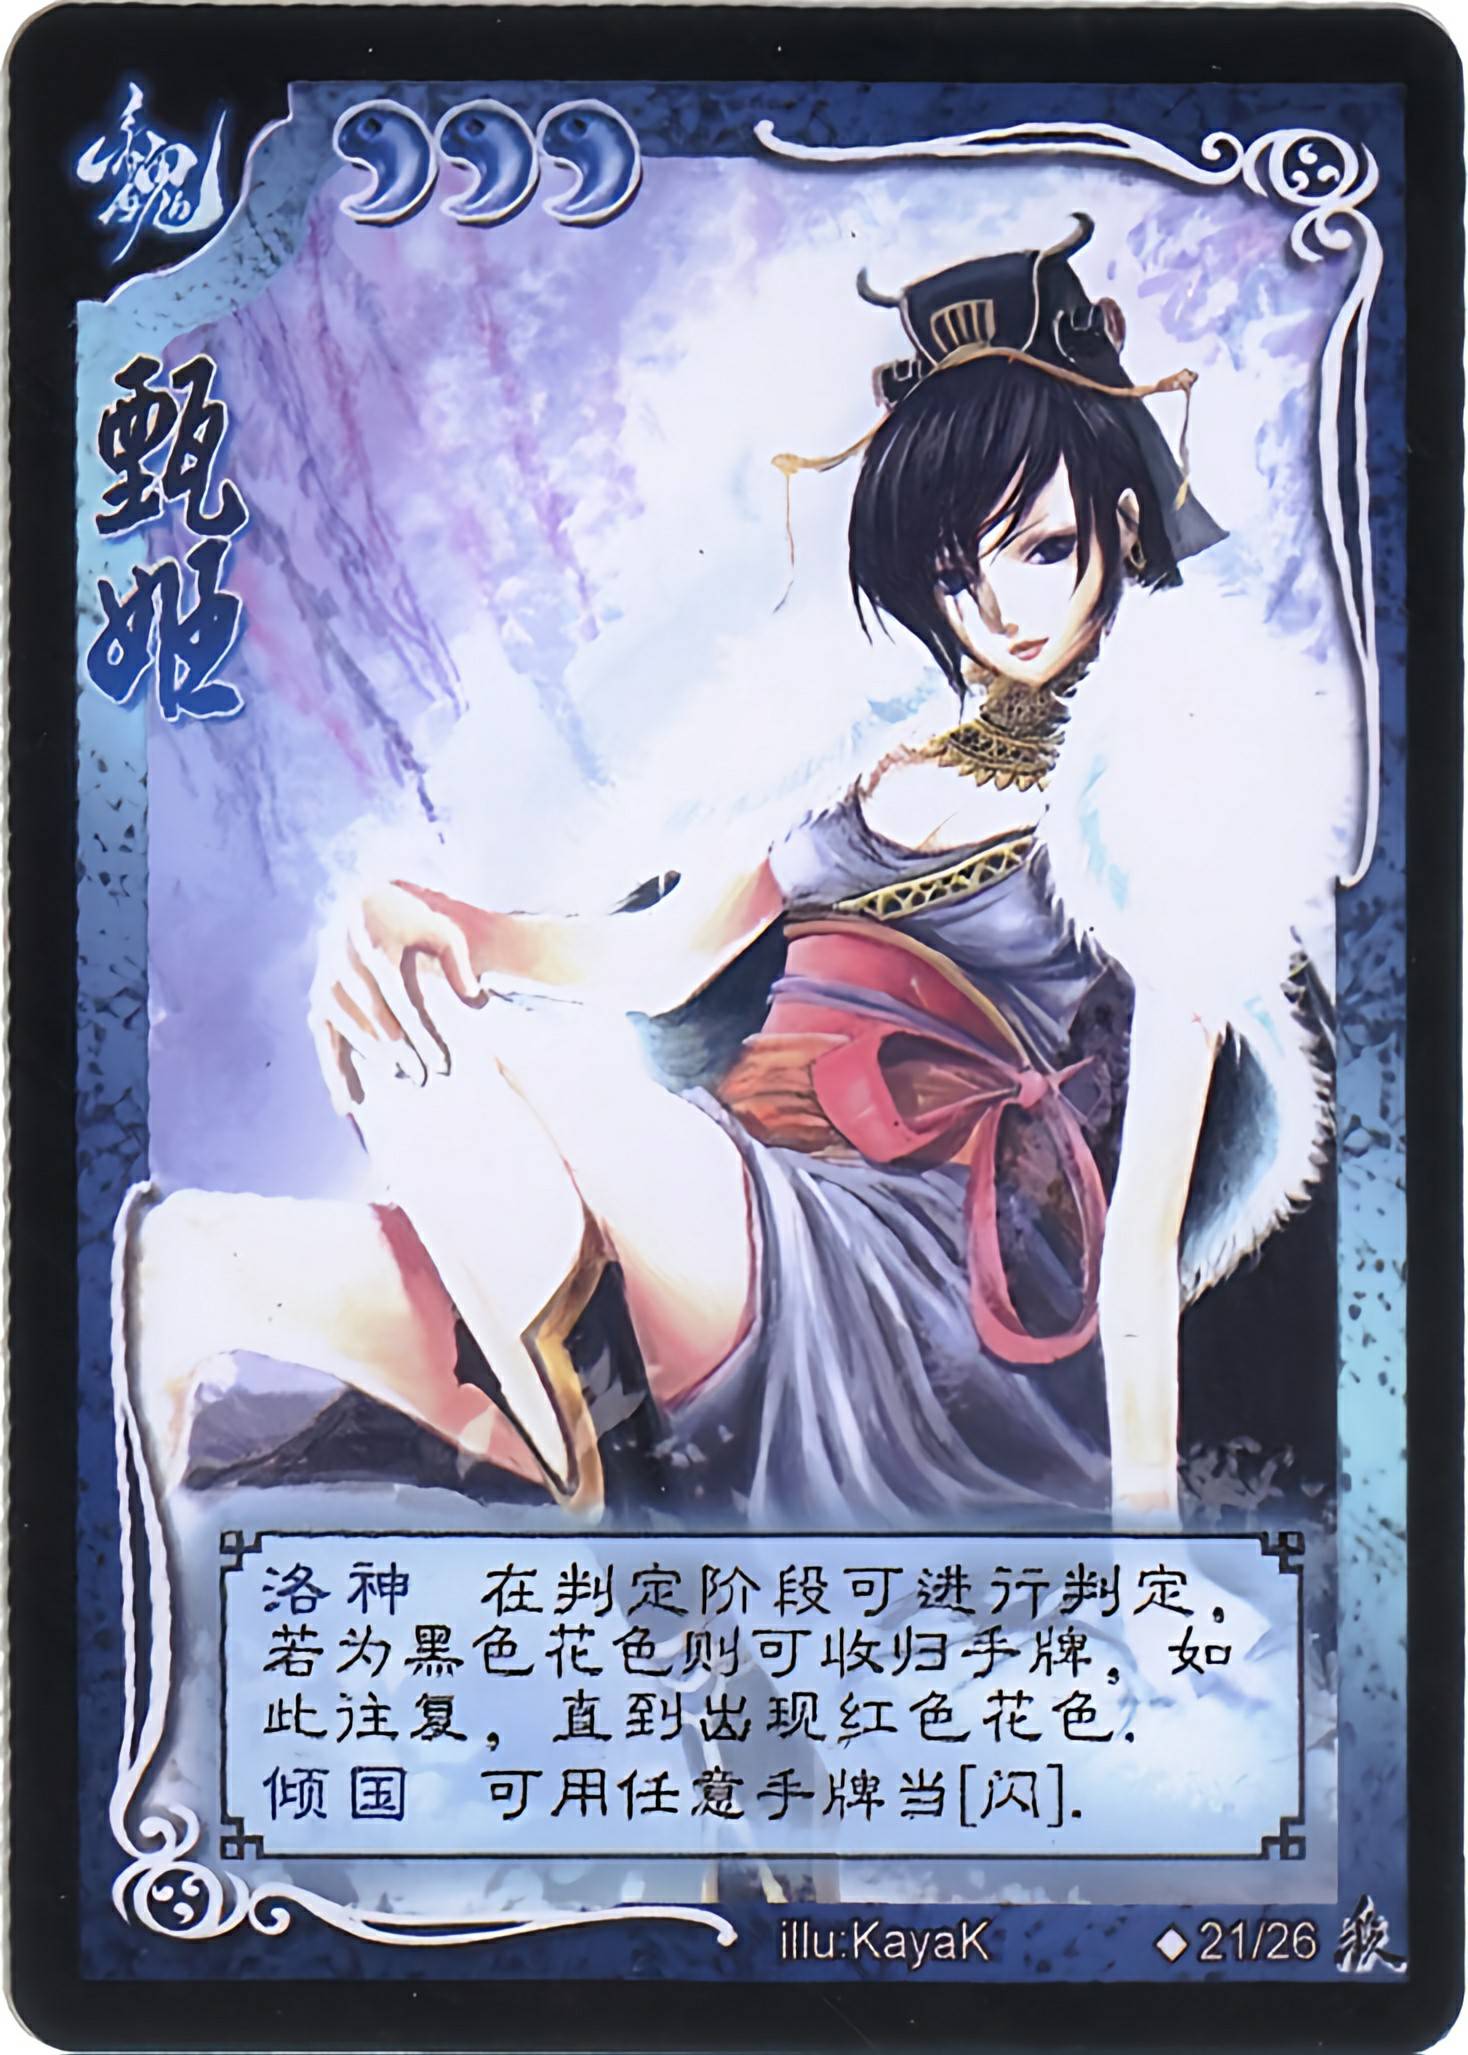 魏
甄姬
洛神 在判定阶段可进行判定，
若为黑色花色则可收归手牌，如
此往复，直到出现红色花色.
倾国 可用任意手牌当[闪].
illu:KayaK
◆21/26